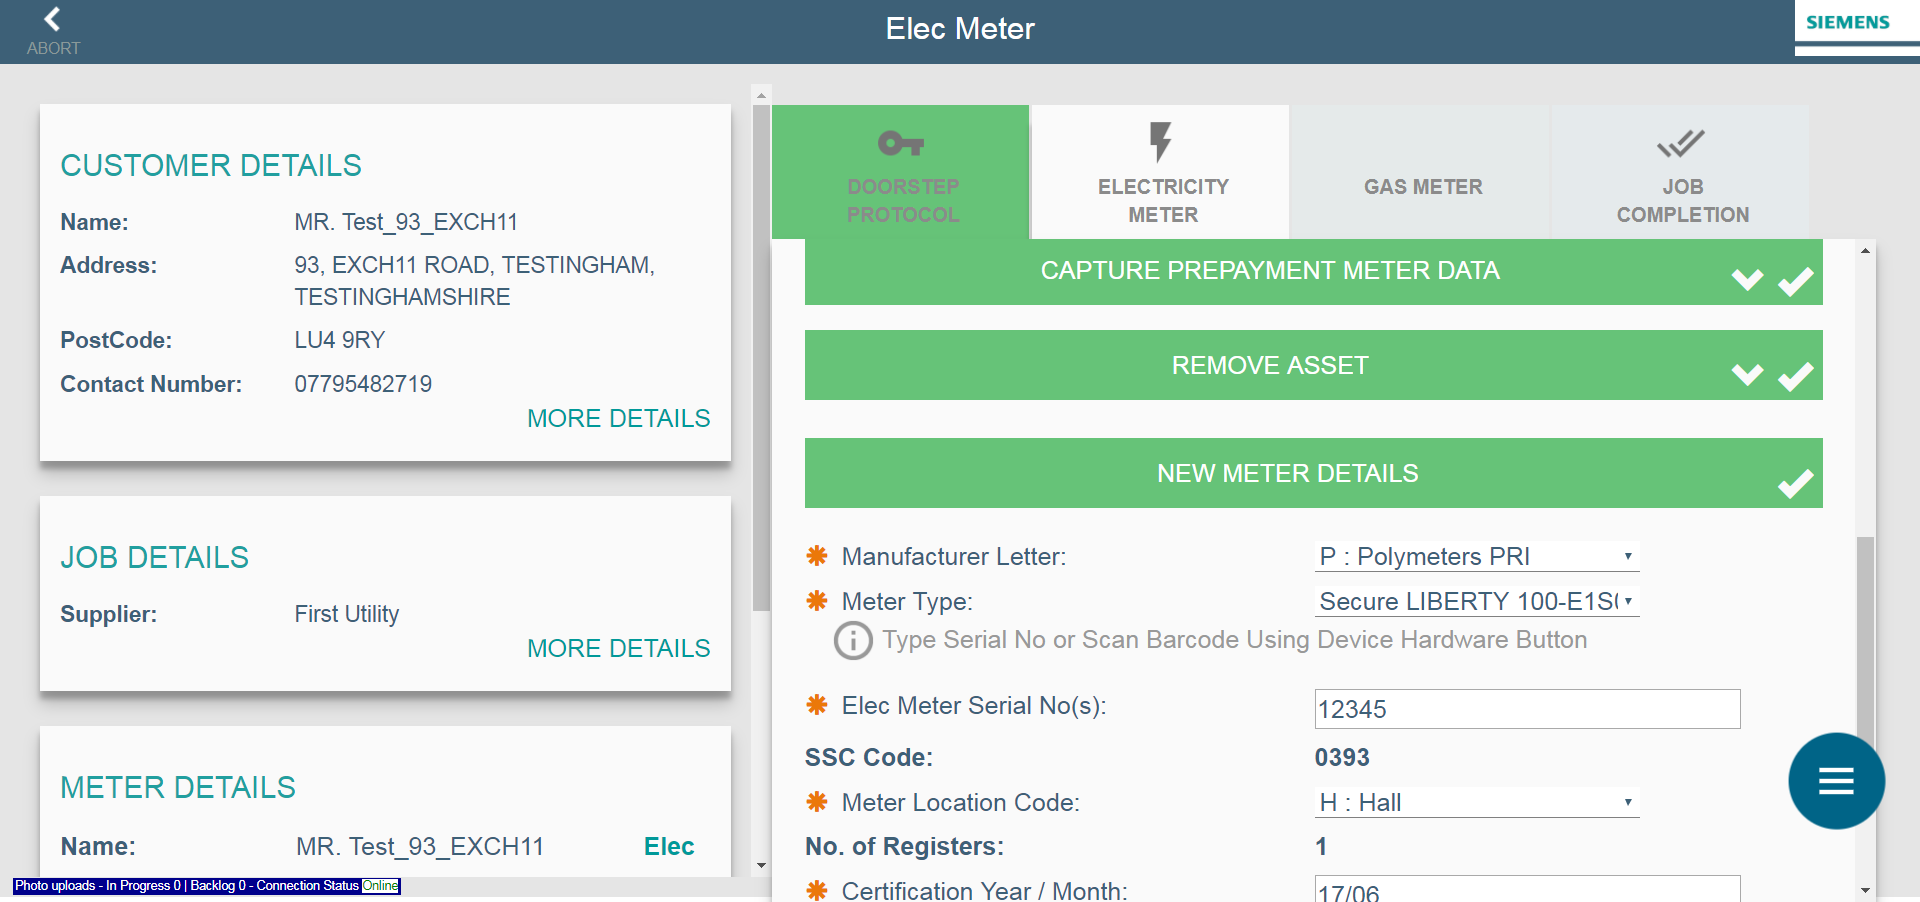 ABORT
Elec Meter
SIEMENS
CUSTOMER DETAILS
Name: MR. Test_93_EXCH11
Address: 93, EXCH11 ROAD, TESTINGHAM,
TESTINGHAMSHIRE
PostCode: LU4 9RY
Contact Number: 07795482719
MORE DETAILS
JOB DETAILS
Supplier: First Utility
MORE DETAILS
METER DETAILS
Name: MR. Test_93_EXCH11 Elec
Photo uploads - In Progress 0 | Backlog 0 - Connection Status Online
DOORSTEP
PROTOCOL
ELECTRICITY
METER
GAS METER
JOB
COMPLETION
CAPTURE PREPAYMENT METER DATA
REMOVE ASSET
NEW METER DETAILS
Manufacturer Letter: P : Polymeters PRI
Meter Type: Secure LIBERTY 100-E1S
Type Serial No or Scan Barcode Using Device Hardware Button
Elec Meter Serial No(s): 12345
SSC Code: 0393
Meter Location Code: H : Hall
No. of Registers: 1
Certification Year / Month: 17/06